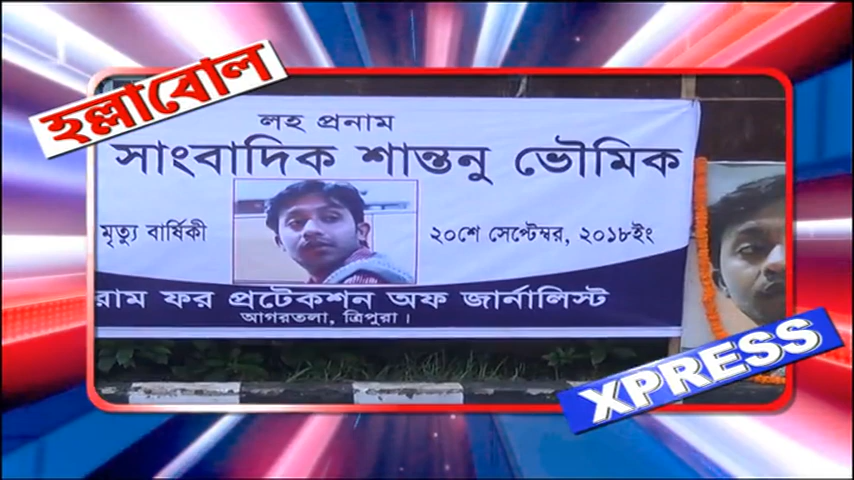 হল্লাবোল
লহ প্রনাম
সাংবাদিক শান্তনু ভৌমিক
মৃত্যু বার্ষিকী
২০শে সেপ্টেম্বর, ২০১৮ইং
রাম ফর প্রটেকশন অফ জার্নালিস্ট
আগরতলা, ত্রিপুরা।
XPRESS